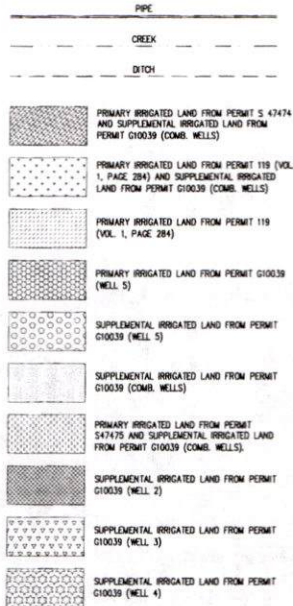 PIPE
CREEK
DITCH
PRIMARY IRRIGATED LAND FROM PERMIT S 47474
AND SUPPLEMENTAL IRRIGATED LAND FROM
PERMIT G10039 (COMB. WELLS)
PRIMARY IRRIGATED LAND FROM PERMIT 119 (VOL.
1, PAGE 284) AND SUPPLEMENTAL IRRIGATED
LAND FROM PERMIT G10039 (COMB. WELLS)
PRIMARY IRRIGATED LAND FROM PERMIT 119
(VOL. 1, PAGE 284)
PRIMARY IRRIGATED LAND FROM PERMIT G10039
(WELL 5)
SUPPLEMENTAL IRRIGATED LAND FROM PERMIT
G10039 (WELL 5)
SUPPLEMENTAL IRRIGATED LAND FROM PERMIT
G10039 (COMB. WELLS)
PRIMARY IRRIGATED LAND FROM PERMIT
S47475 AND SUPPLEMENTAL IRRIGATED LAND
FROM PERMIT G10039 (COMB. WELLS).
SUPPLEMENTAL IRRIGATED LAND FROM PERMIT
G10039 (WELL 2)
SUPPLEMENTAL IRRIGATED LAND FROM PERMIT
G10039 (WELL 3)
SUPPLEMENTAL IRRIGATED LAND FROM PERMIT
G10039 (WELL 4)